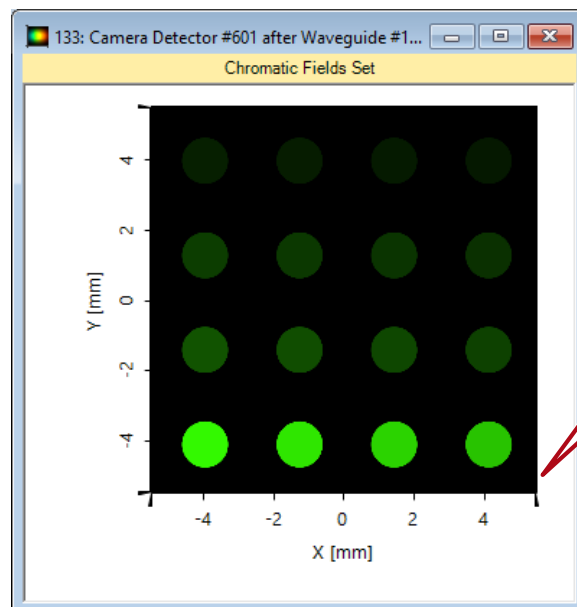 133: Camera Detector #601 after Waveguide #1...
Chromatic Fields Set
4
2
0
-2
-4
Y [mm]
-4 -2 0 2 4
X [mm]